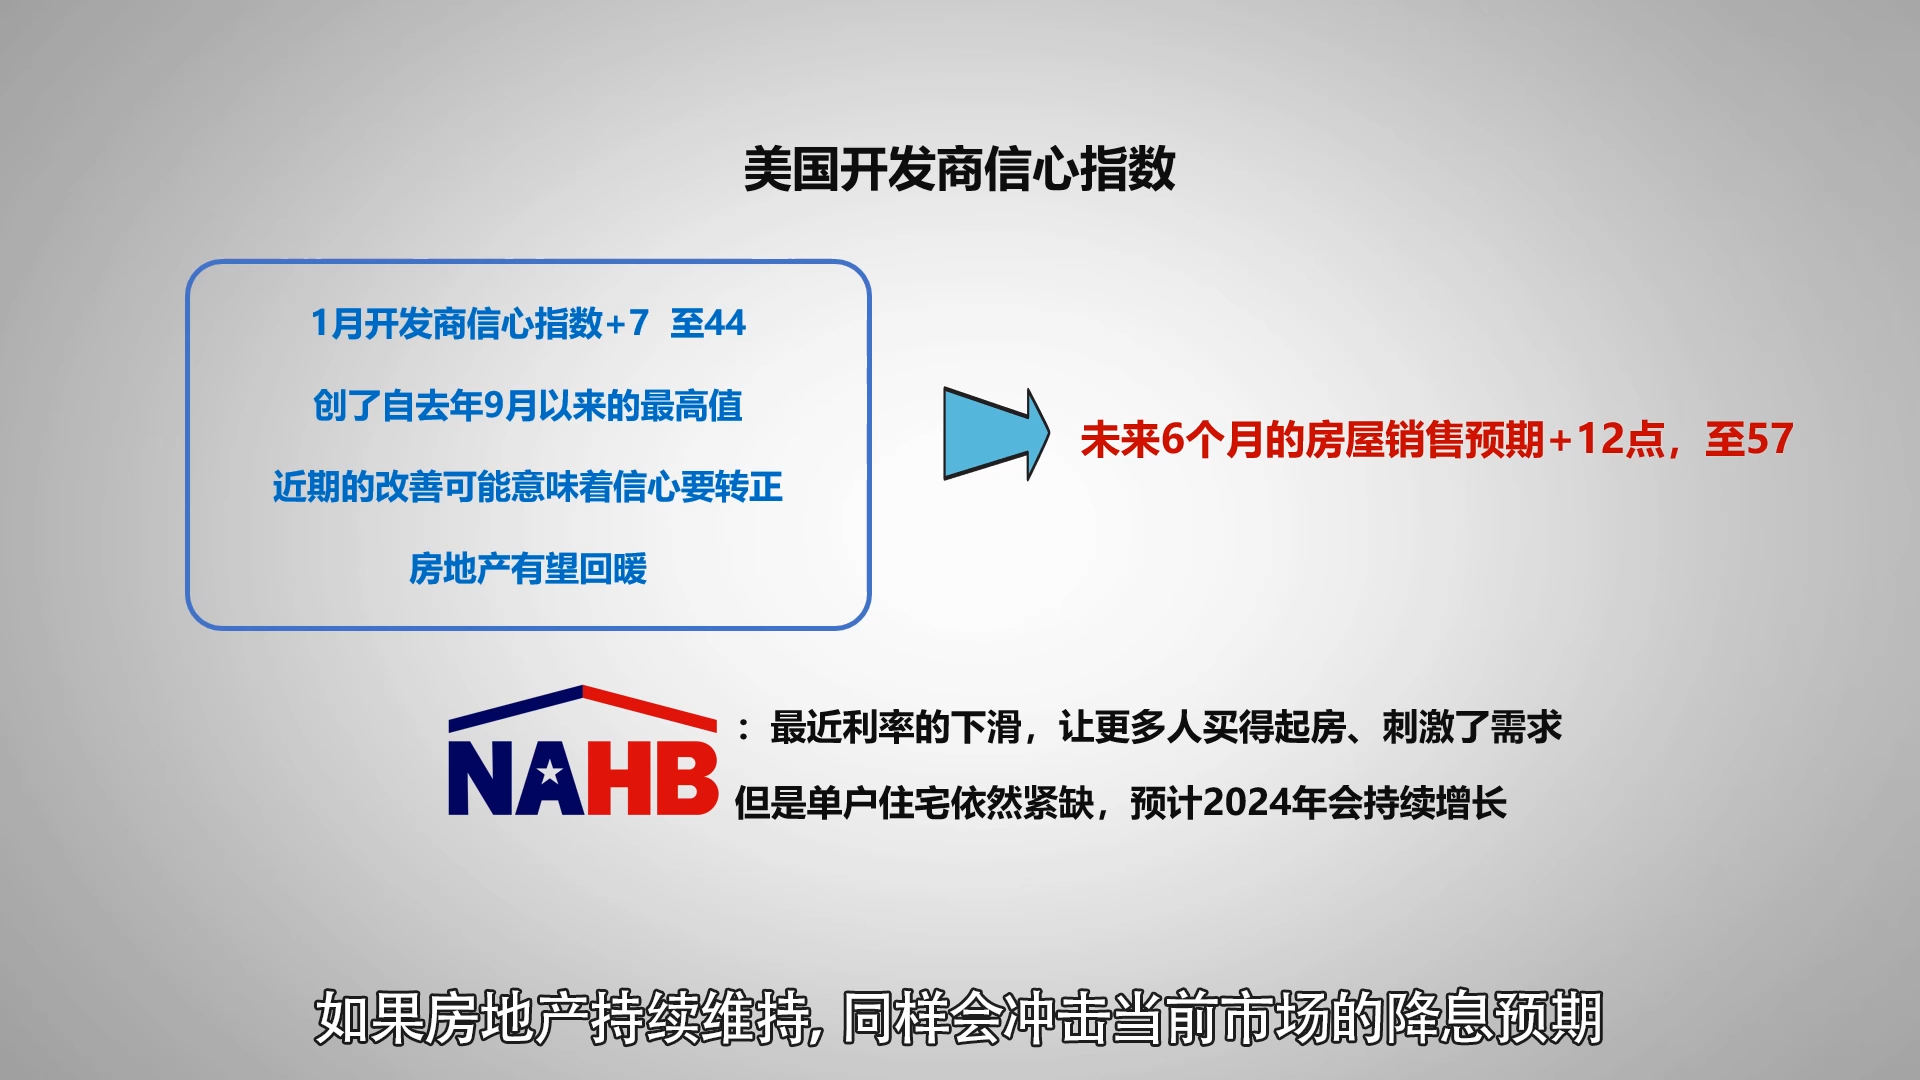 美国开发商信心指数
1月开发商信心指数+7 至44
创了自去年9月以来的最高值
近期的改善可能意味着信心要转正
房地产有望回暖
未来6个月的房屋销售预期+12点，至57
NAHB
：最近利率的下滑，让更多人买得起房、刺激了需求
但是单户住宅依然紧缺，预计2024年会持续增长
如果房地产持续维持，同样会冲击当前市场的降息预期